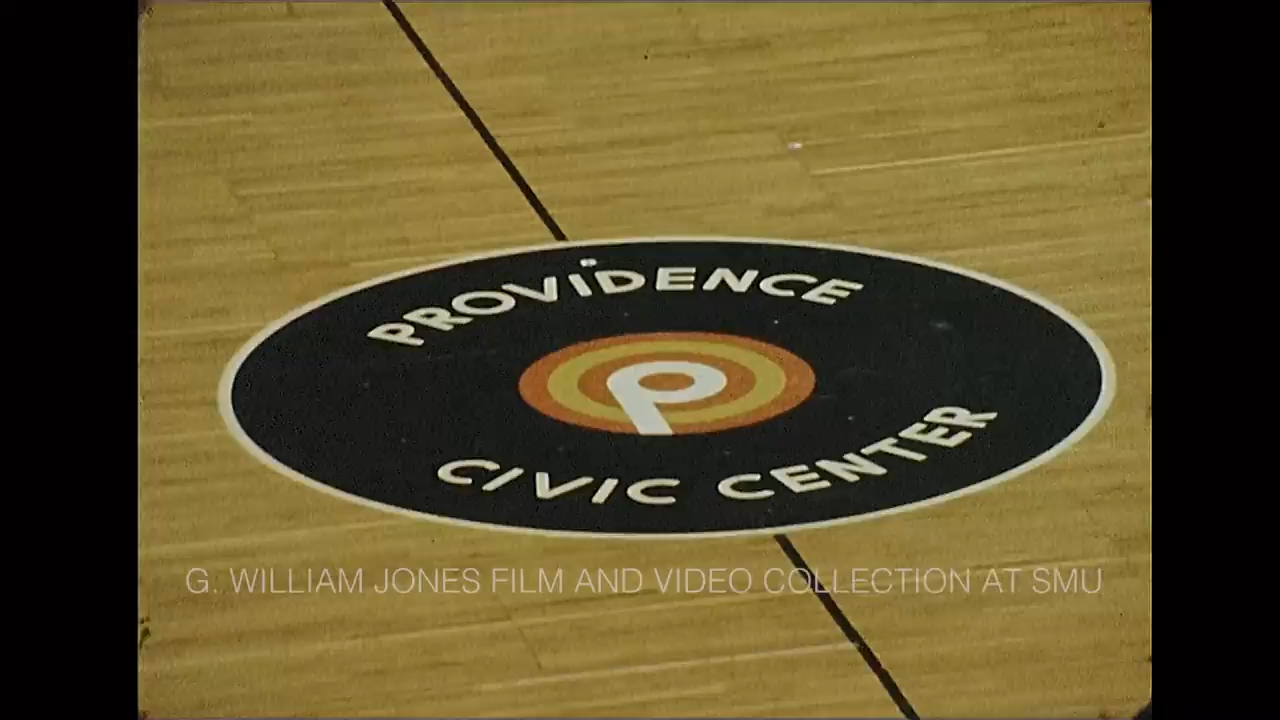 PROVIDENCE
P
CIVIC CENTER
G. WILLIAM JONES FILM AND VIDEO COLLECTION AT SMU